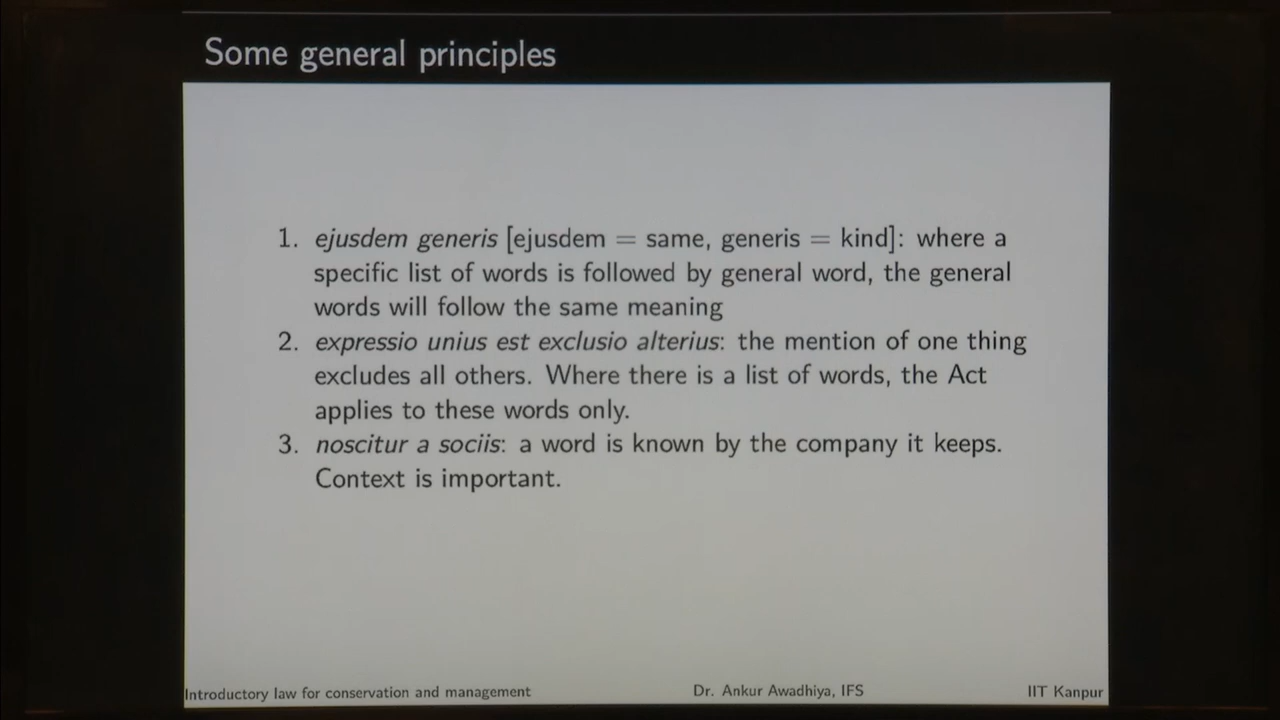 Some general principles
1. ejusdem generis [ejusdem = same, generis = kind]: where a
specific list of words is followed by general word, the general
words will follow the same meaning
2. expressio unius est exclusio alterius: the mention of one thing
excludes all others. Where there is a list of words, the Act
applies to these words only.
3. noscitur a sociis: a word is known by the company it keeps.
Context is important.
Introductory law for conservation and management Dr. Ankur Awadhiya, IFS IIT Kanpur